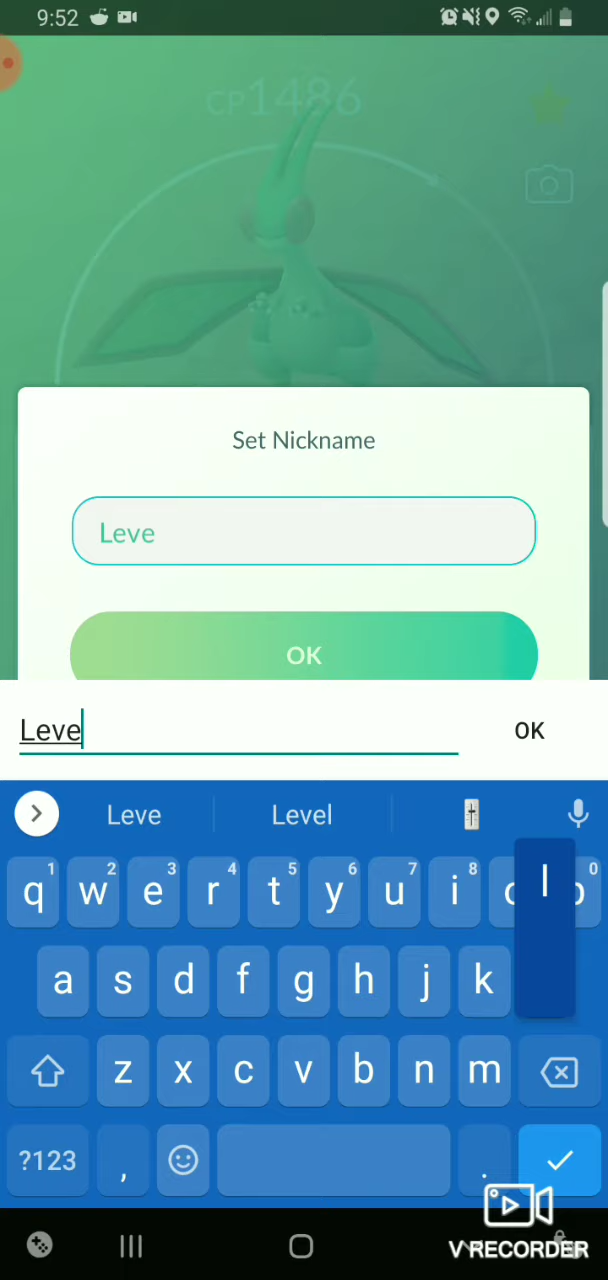 9:52
CP1486
Set Nickname
Leve
OK
Leve OK
Leve Level
1 2 3 4 5 6 7 8 0
q w e r t y u i l
a s d f g h j k
z x c v b n m
?123 , .
V RECORDER